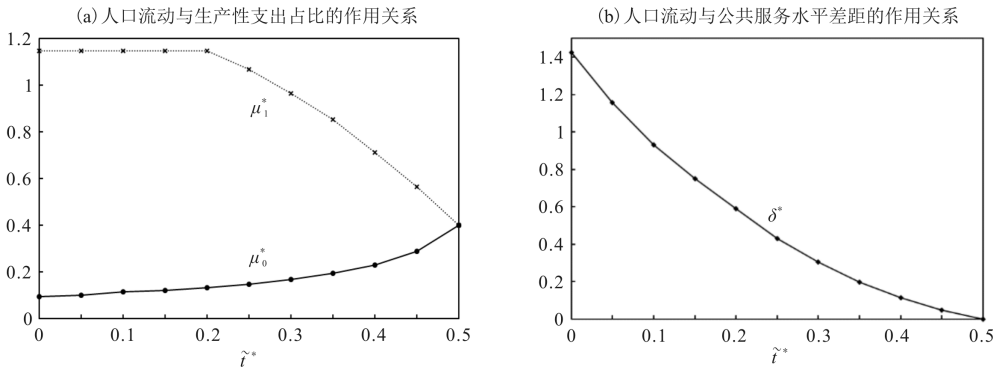 (a)人口流动与生产性支出占比的作用关系
1.2
1
0.8
0.6
0.4
0.2
0
μ₁*
μ₀*
0 0.1 0.2 0.3 0.4 0.5
t̃*
(b)人口流动与公共服务水平差距的作用关系
1.4
1.2
1
0.8
0.6
0.4
0.2
0
δ*
0 0.1 0.2 0.3 0.4 0.5
t̃*